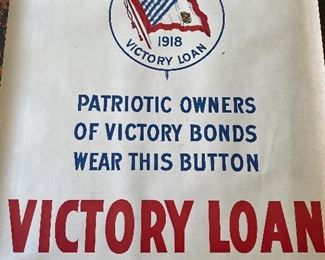 1918
VICTORY LOAN
PATRIOTIC OWNERS
OF VICTORY BONDS
WEAR THIS BUTTON
VICTORY LOAN